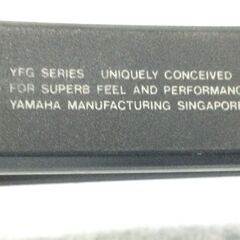 YFG SERIES UNIQUELY CONCEIVED
FOR SUPERB FEEL AND PERFORMANC
YAMAHA MANUFACTURING SINGAPORE